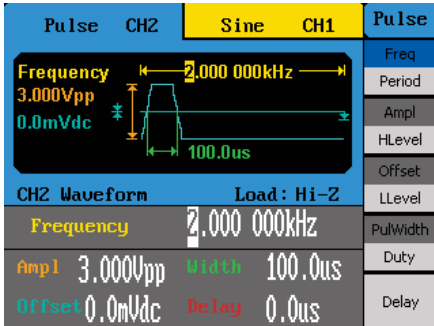 Pulse CH2
Sine CH1
Pulse
Frequency 2.000 000kHz
3.000Vpp
0.0mVdc
100.0us
CH2 Waveform Load: Hi-Z
Frequency 2.000 000kHz
Ampl 3.000Vpp Width 100.0us
Offset 0.0mVdc Delay 0.0us
Freq
Period
Ampl
HLevel
Offset
LLevel
PulWidth
Duty
Delay